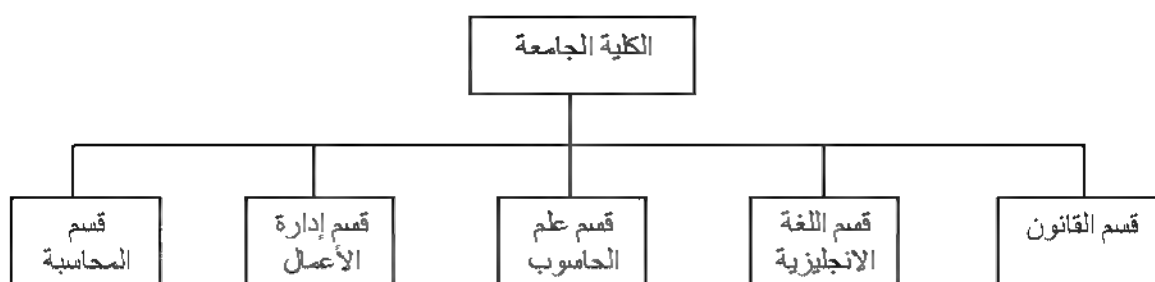 الكلية الجامعة
قسم القانون
قسم اللغة
الانجليزية
قسم علم
الحاسوب
قسم إدارة
الأعمال
قسم
المحاسبة